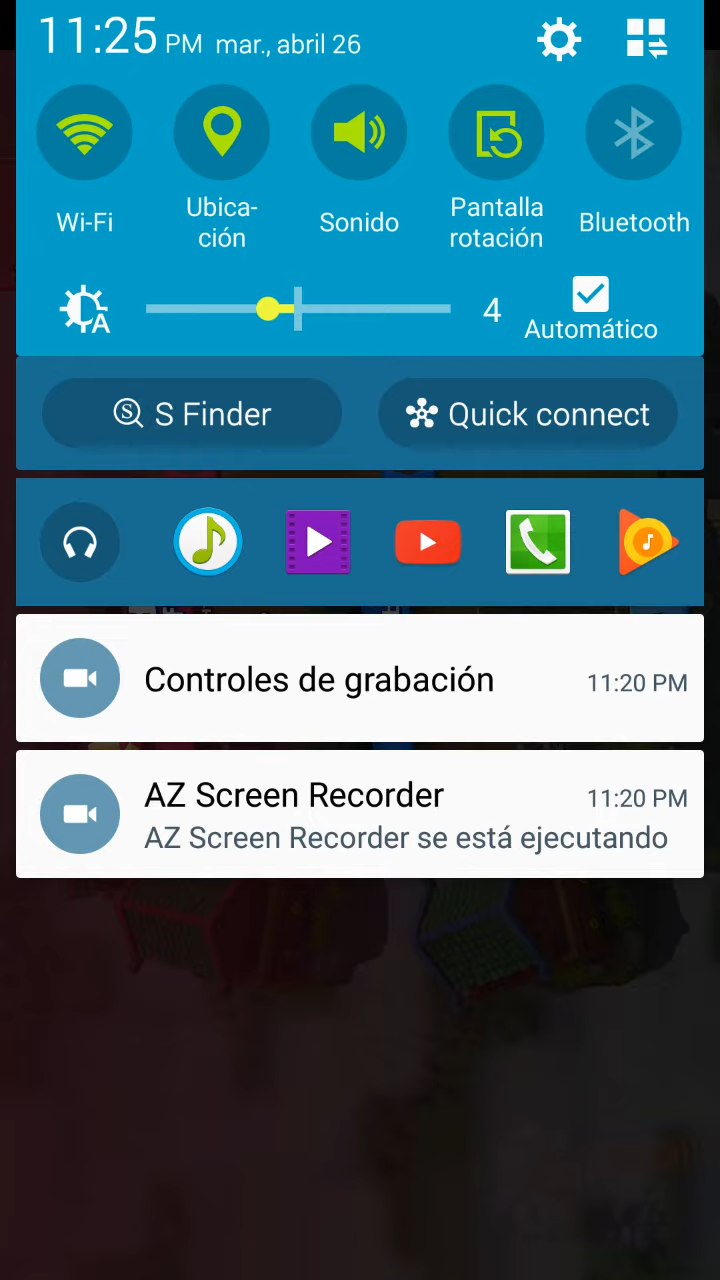 11:25 PM mar., abril 26
Wi-Fi
Ubica-
ción
Sonido
Pantalla
rotación
Bluetooth
A
4
Automático
S Finder
Quick connect
Controles de grabación
11:20 PM
AZ Screen Recorder
11:20 PM
AZ Screen Recorder se está ejecutando